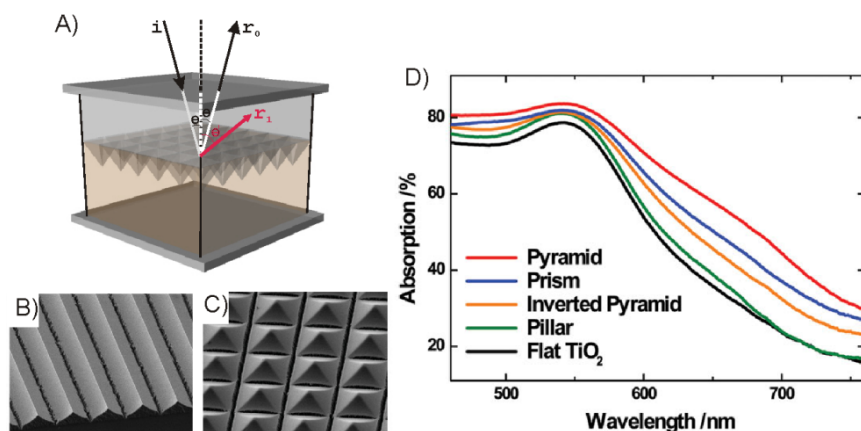 A)
i
r₀
ө ө
ө
r₁
B)
C)
D)
Absorption /%
80
60
40
20
Pyramid
Prism
Inverted Pyramid
Pillar
Flat TiO₂
500
600
700
Wavelength /nm